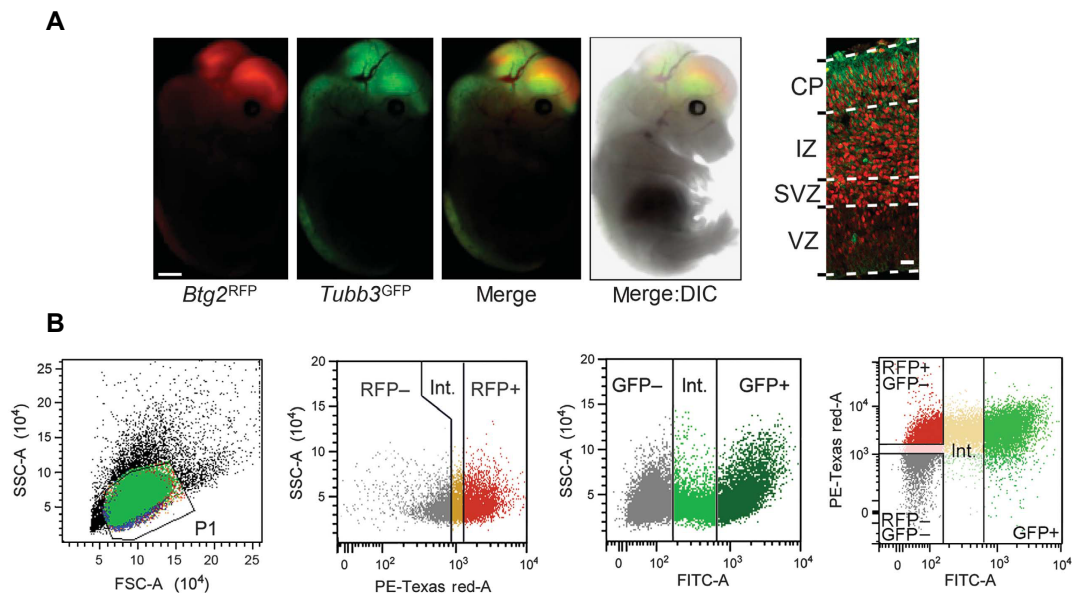 A
Btg2RFP
Tubb3GFP
Merge
Merge:DIC
CP
IZ
SVZ
VZ
B
SSC-A (10⁴)
25
20
15
10
5
P1
5 10 15 20 25
FSC-A (10⁴)
SSC-A (10⁴)
20
15
10
5
RFP– Int. RFP+
0 10² 10³ 10⁴
PE-Texas red-A
SSC-A (10⁴)
20
15
10
5
GFP– Int. GFP+
0 10² 10³ 10⁴
FITC-A
PE-Texas red-A
10⁴
10³
0
RFP+
GFP–
Int.
RFP–
GFP–
GFP+
0 10² 10³ 10⁴
FITC-A